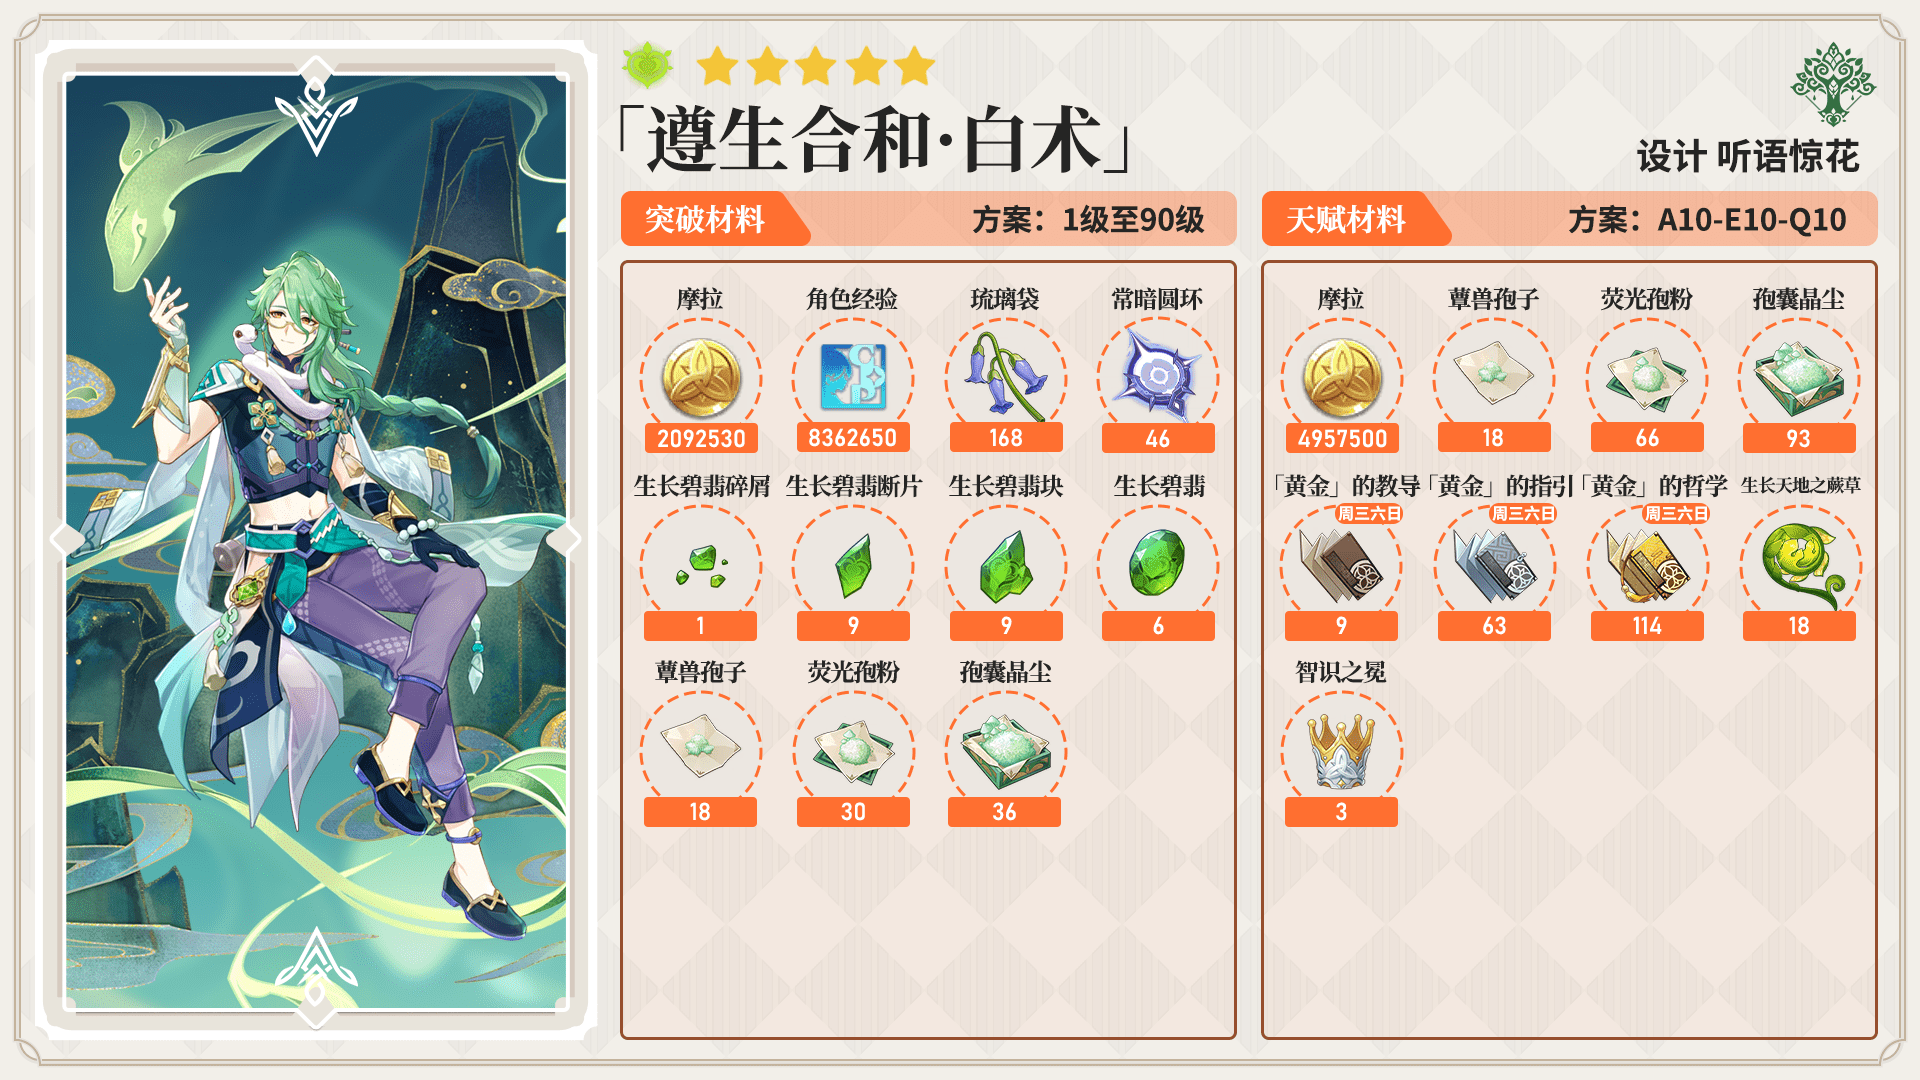 「遵生合和·白术」
设计 听语惊花
突破材料 方案：1级至90级
摩拉 角色经验 琉璃袋 常暗圆环
2092530 8362650 168 46
生长碧翡碎屑 生长碧翡断片 生长碧翡块 生长碧翡
1 9 9 6
蕈兽孢子 荧光孢粉 孢囊晶尘
18 30 36
天赋材料 方案：A10-E10-Q10
摩拉 蕈兽孢子 荧光孢粉 孢囊晶尘
4957500 18 66 93
「黄金」的教导 「黄金」的指引 「黄金」的哲学 生长天地之蕨草
周三六日 周三六日 周三六日
9 63 114 18
智识之冕
3